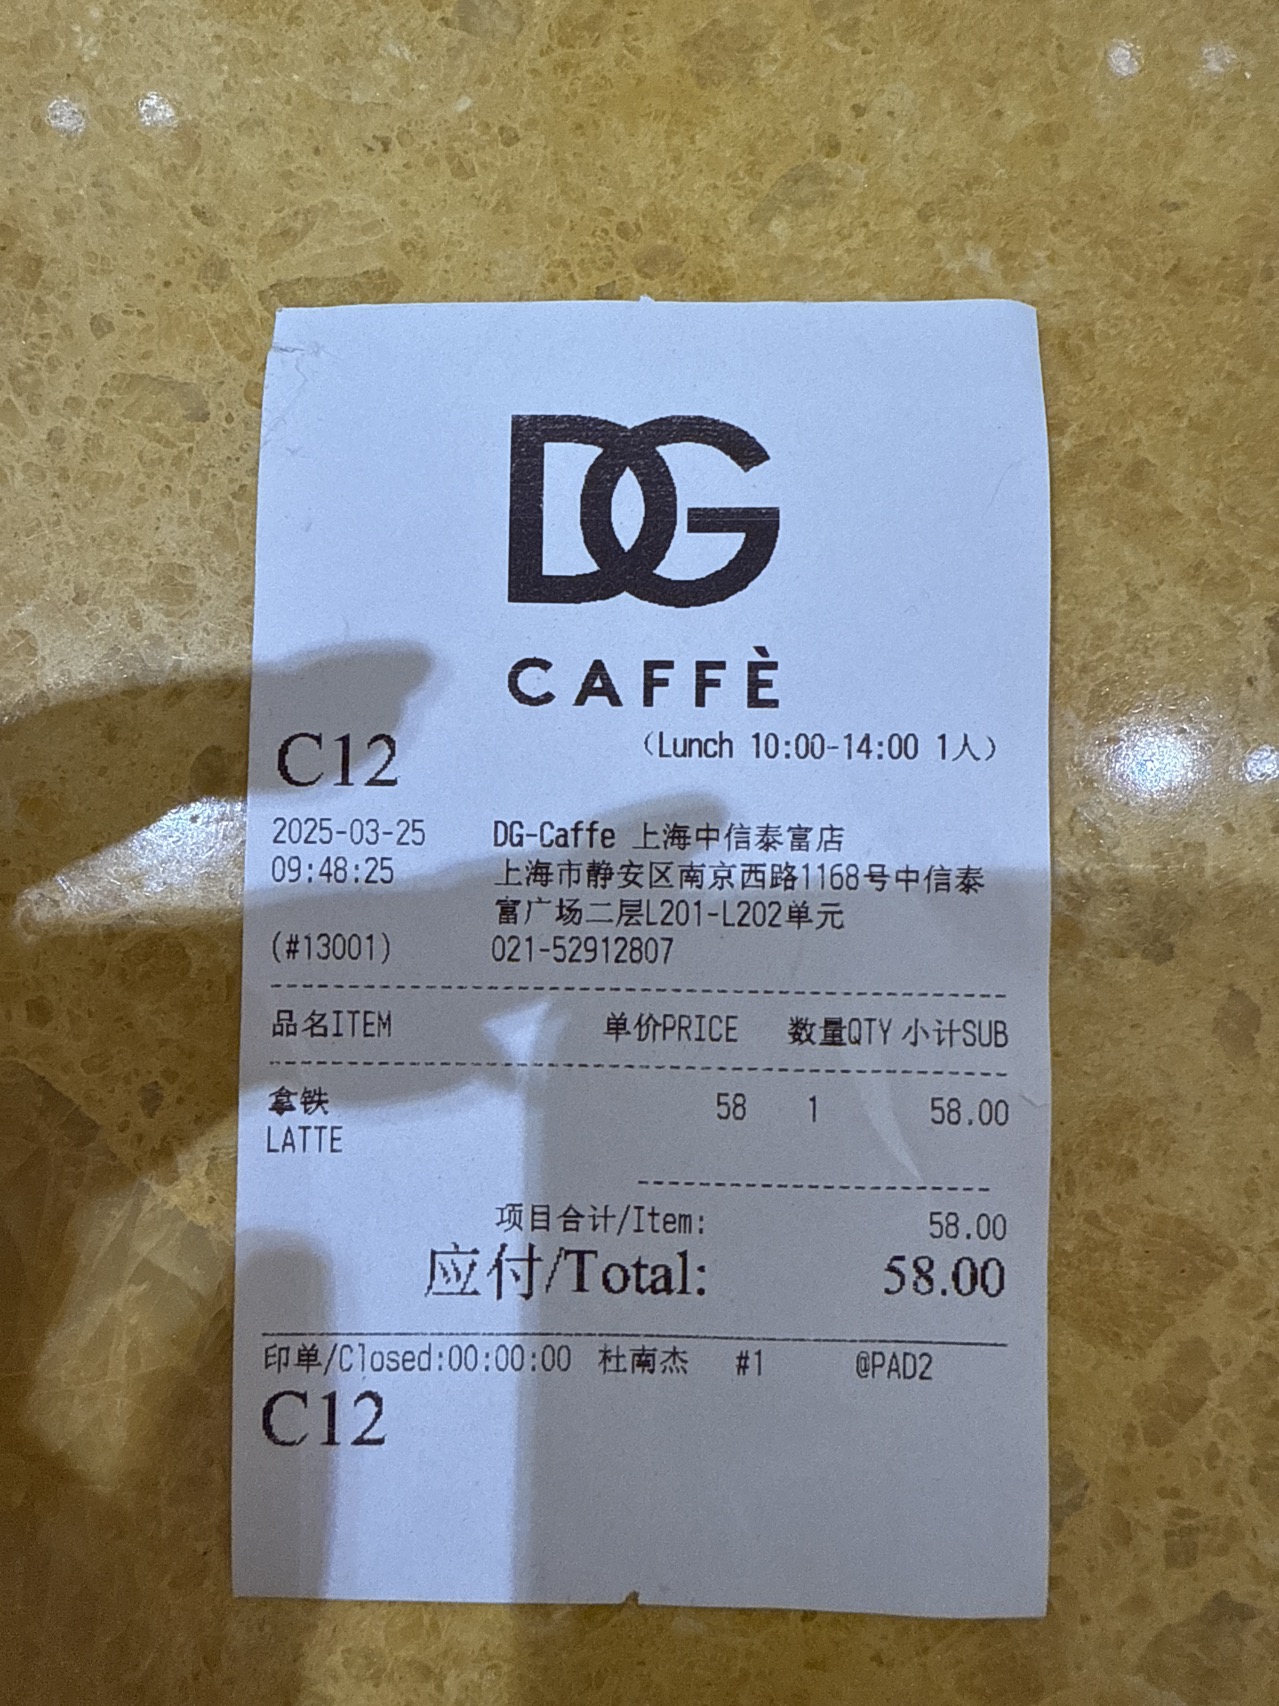 DG
CAFFÈ
C12 （Lunch 10:00-14:00 1人）
2025-03-25 DG-Caffe 上海中信泰富店
09:48:25 上海市静安区南京西路1168号中信泰
富广场二层L201-L202单元
(#13001) 021-52912807
品名ITEM 单价PRICE 数量QTY 小计SUB
拿铁 58 1 58.00
LATTE
项目合计/Item: 58.00
应付/Total: 58.00
印单/Closed:00:00:00 杜南杰 #1 @PAD2
C12